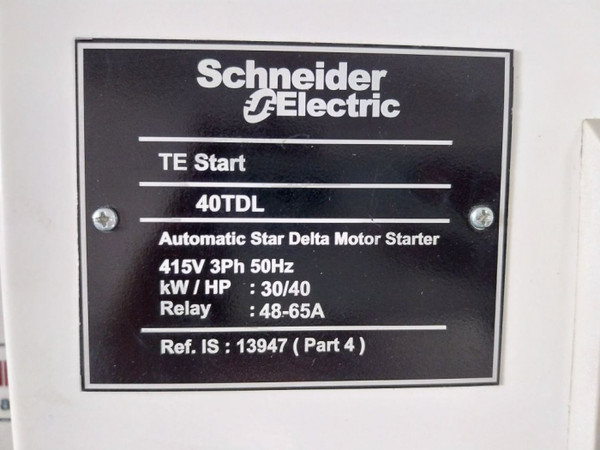 Schneider
Electric
TE Start
40TDL
Automatic Star Delta Motor Starter
415V 3Ph 50Hz
kW / HP : 30/40
Relay : 48-65A
Ref. IS : 13947 ( Part 4 )